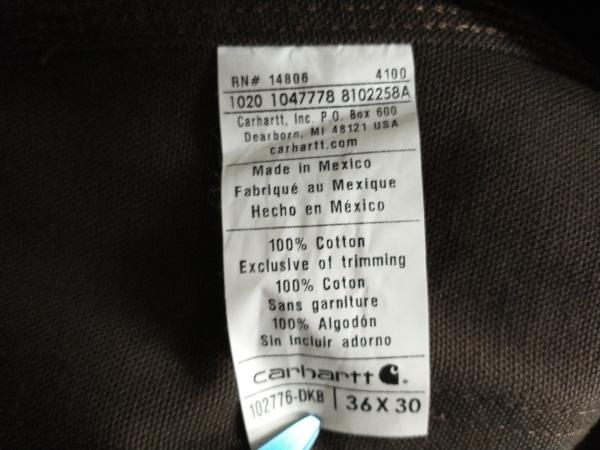 RN# 14806 4100
1020 1047778 8102258A
Carhartt, Inc. P.O. Box 600
Dearborn, MI 48121 USA
carhartt.com
Made in Mexico
Fabriqué au Mexique
Hecho en México
100% Cotton
Exclusive of trimming
100% Coton
Sans garniture
100% Algodón
Sin incluir adorno
carhartt
102776-DKB 36 X 30